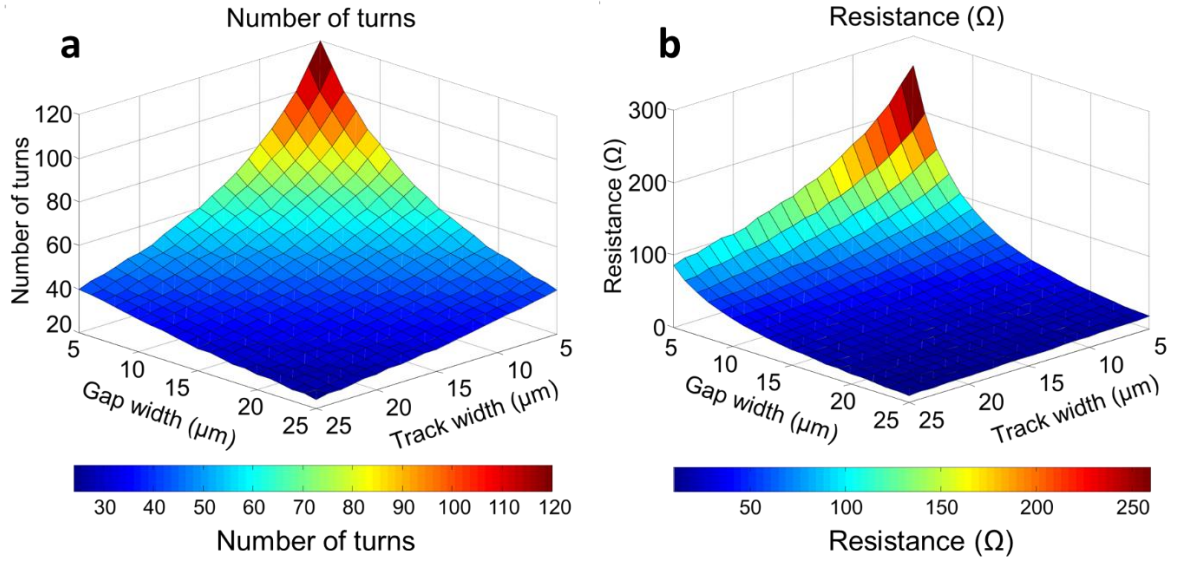 Number of turns
a
120
100
80
60
40
20
Number of turns
5
10
15
20
25
Gap width (µm)
25
20
15
10
5
Track width (µm)
30 40 50 60 70 80 90 100 110 120
Number of turns
Resistance (Ω)
b
300
200
100
0
Resistance (Ω)
5
10
15
20
25
Gap width (µm)
25
20
15
10
5
Track width (µm)
50 100 150 200 250
Resistance (Ω)